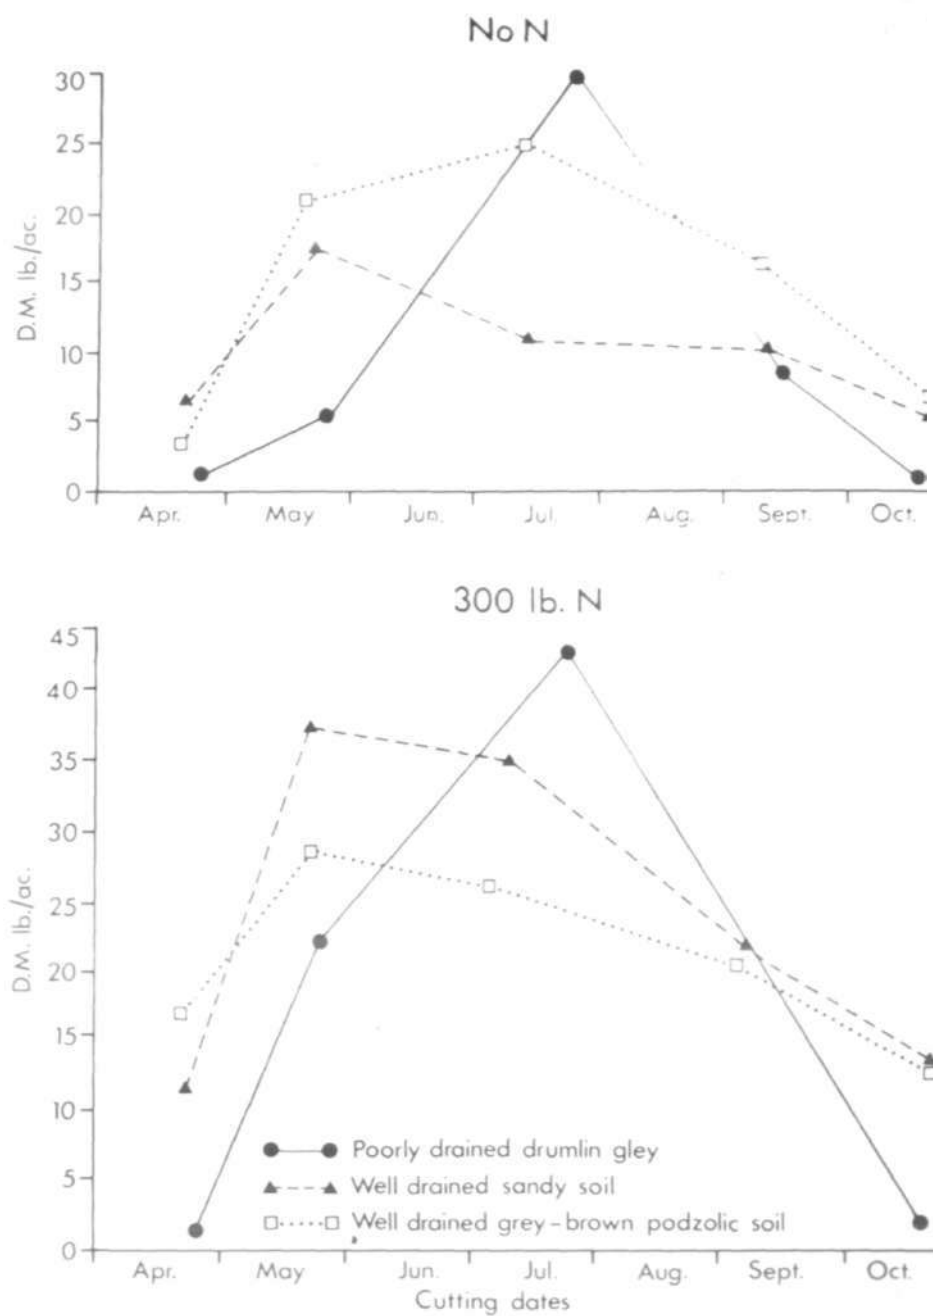 No N
30
25
20
15
10
5
0
D.M. lb./ac.
Apr. May Jun. Jul. Aug. Sept. Oct.
300 lb. N
45
40
35
30
25
20
15
10
5
0
D.M. lb./ac.
Poorly drained drumlin gley
Well drained sandy soil
Well drained grey-brown podzolic soil
Apr. May Jun. Jul. Aug. Sept. Oct.
Cutting dates